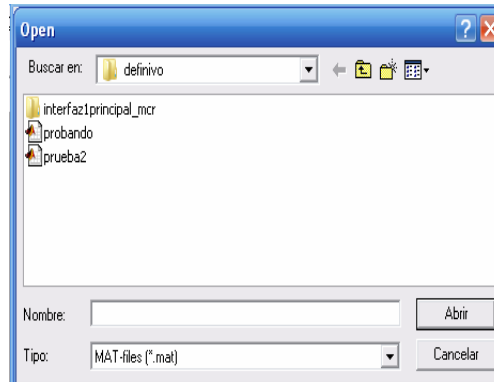 Open
Buscar en: definivo
interfaz1principal_mcr
probando
prueba2
Nombre: Abrir
Tipo: MAT-files (*.mat) Cancelar